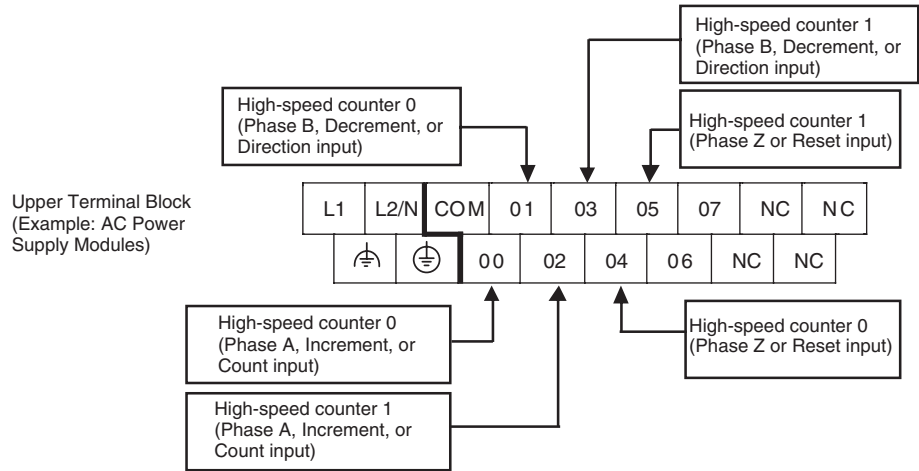 High-speed counter 1
(Phase B, Decrement, or
Direction input)
High-speed counter 0
(Phase B, Decrement, or
Direction input)
High-speed counter 1
(Phase Z or Reset input)
Upper Terminal Block
(Example: AC Power
Supply Modules)
L1 L2/N COM 01 03 05 07 NC NC
00 02 04 06 NC NC
High-speed counter 0
(Phase A, Increment, or
Count input)
High-speed counter 0
(Phase Z or Reset input)
High-speed counter 1
(Phase A, Increment, or
Count input)